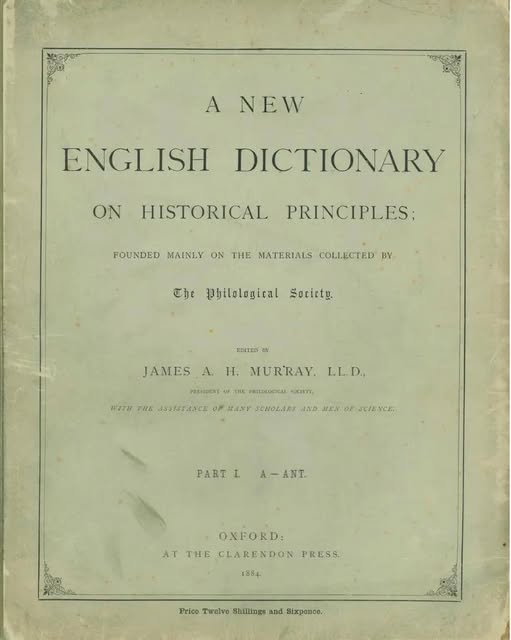 A NEW
ENGLISH DICTIONARY
ON HISTORICAL PRINCIPLES;
FOUNDED MAINLY ON THE MATERIALS COLLECTED BY
The Philological Society.
EDITED BY
JAMES A. H. MURRAY, LL.D.,
PRESIDENT OF THE PHILOLOGICAL SOCIETY,
WITH THE ASSISTANCE OF MANY SCHOLARS AND MEN OF SCIENCE.
PART I. A—ANT.
OXFORD:
AT THE CLARENDON PRESS.
1884.
Price Twelve Shillings and Sixpence.